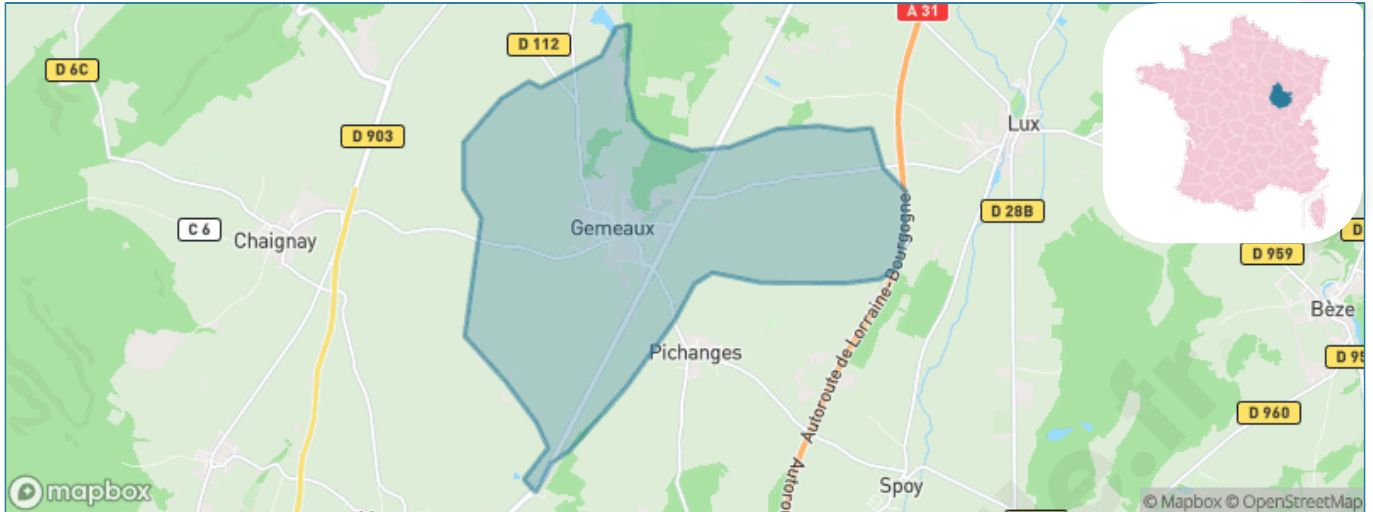 A 31
D 112
D 6C
D 903
Lux
D 28B
C 6
Chaignay
Gemeaux
D 959
Bèze
Pichanges
Autoroute de Lorraine-Bourgogne
D 960
Spoy
mapbox
© Mapbox © OpenStreetMap